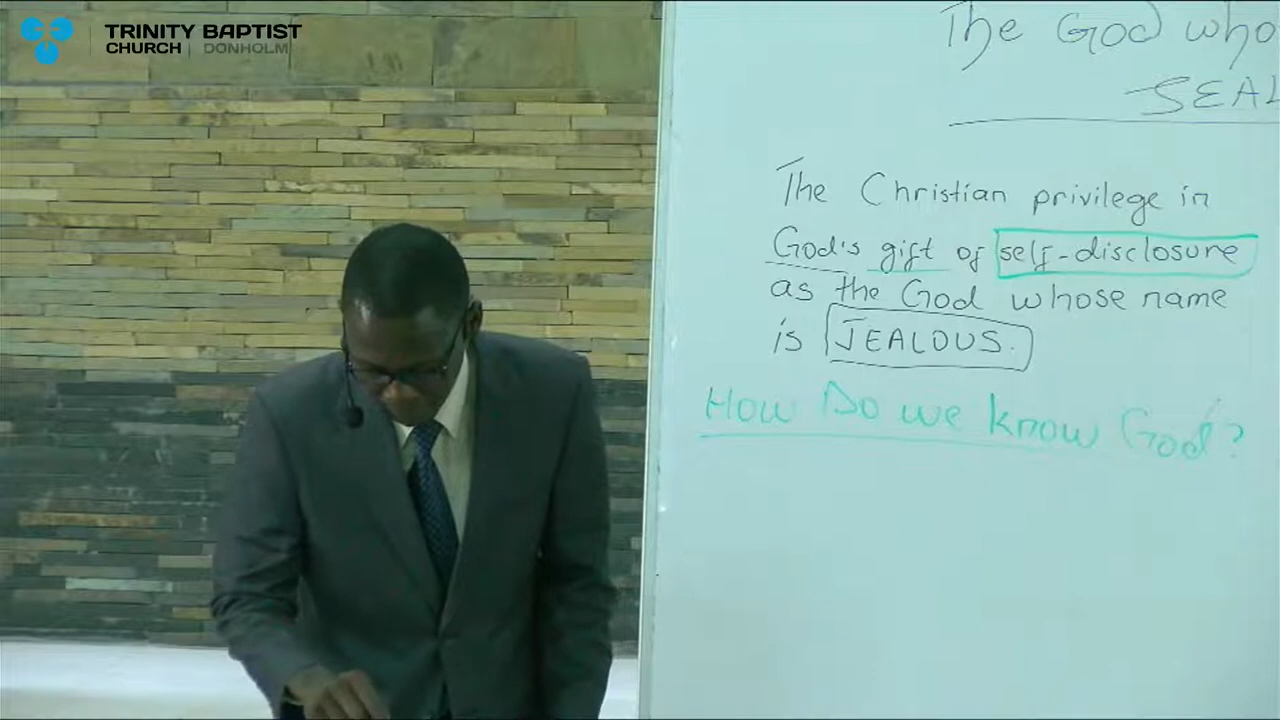 TRINITY BAPTIST
CHURCH | DONHOLM
The God who
SEAL
The Christian privilege in
God's gift of self-disclosure
as the God whose name
is JEALOUS.
How Do we know God?